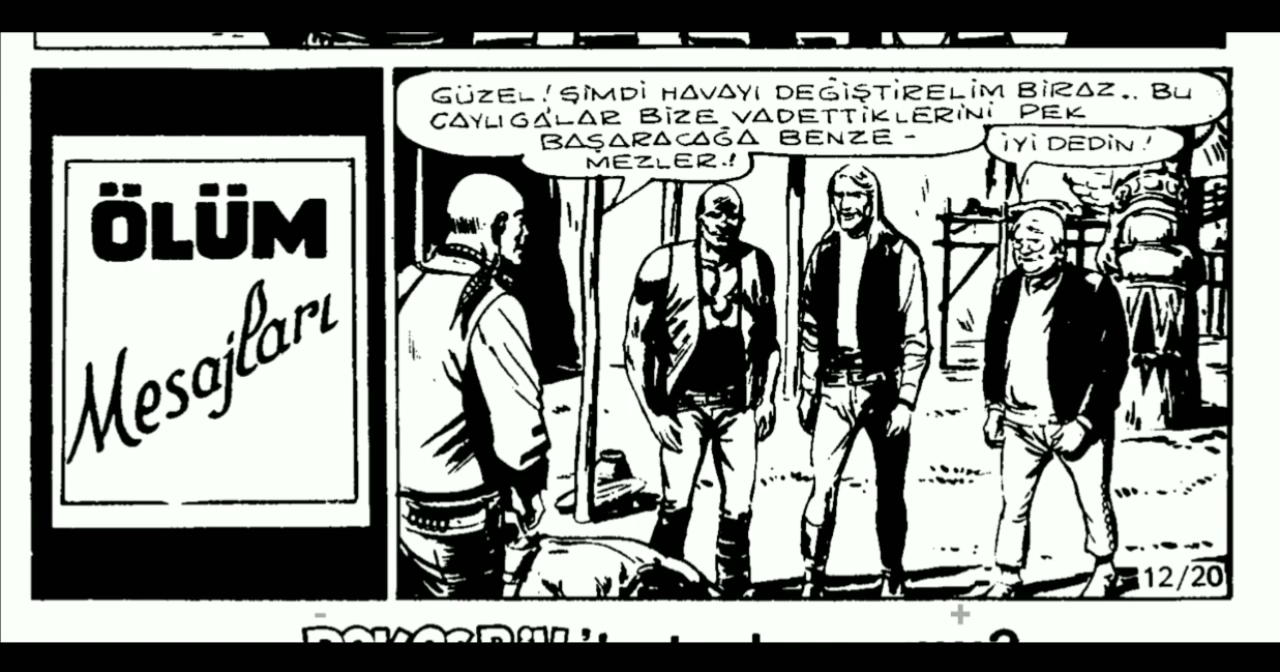 ÖLÜM
Mesajları
GÜZEL! ŞİMDİ HAVAYI DEĞİŞTİRELİM BİRAZ.. BU
ÇAYLIGALAR BİZE VADETTİKLERİNİ PEK
BAŞARACAĞA BENZE-
MEZLER.!
İYİ DEDİN!
12/20